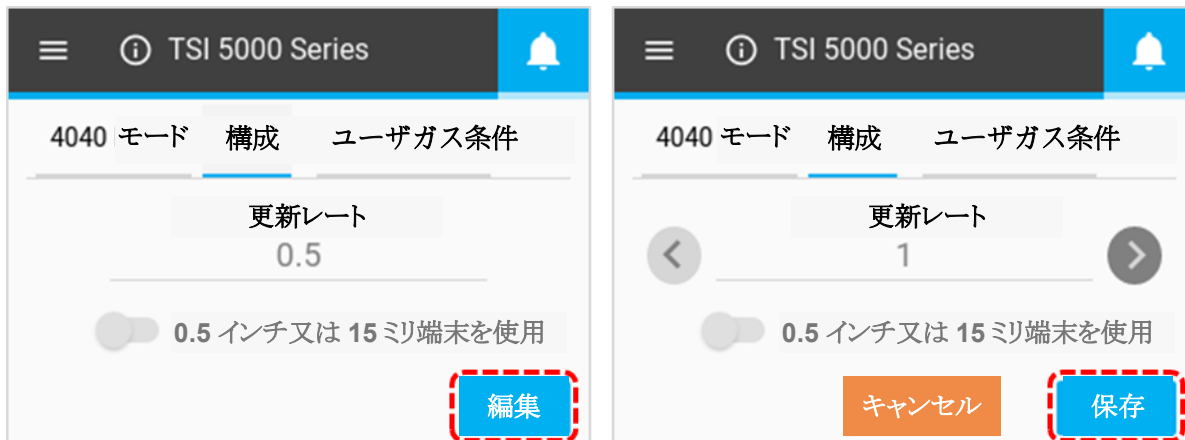 TSI 5000 Series
4040 モード 構成 ユーザガス条件
更新レート
0.5
0.5 インチ又は 15 ミリ端末を使用
編集
TSI 5000 Series
4040 モード 構成 ユーザガス条件
更新レート
1
0.5 インチ又は 15 ミリ端末を使用
キャンセル 保存